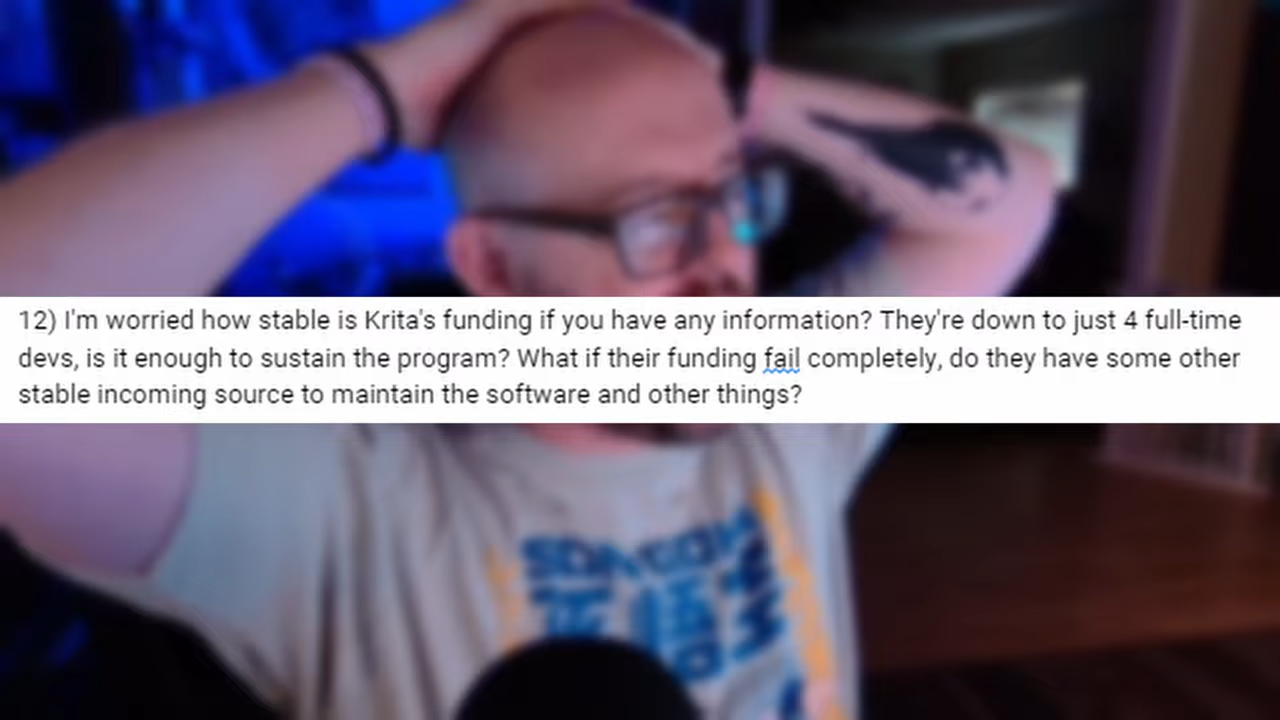 12) I'm worried how stable is Krita's funding if you have any information? They're down to just 4 full-time
devs, is it enough to sustain the program? What if their funding fail completely, do they have some other
stable incoming source to maintain the software and other things?